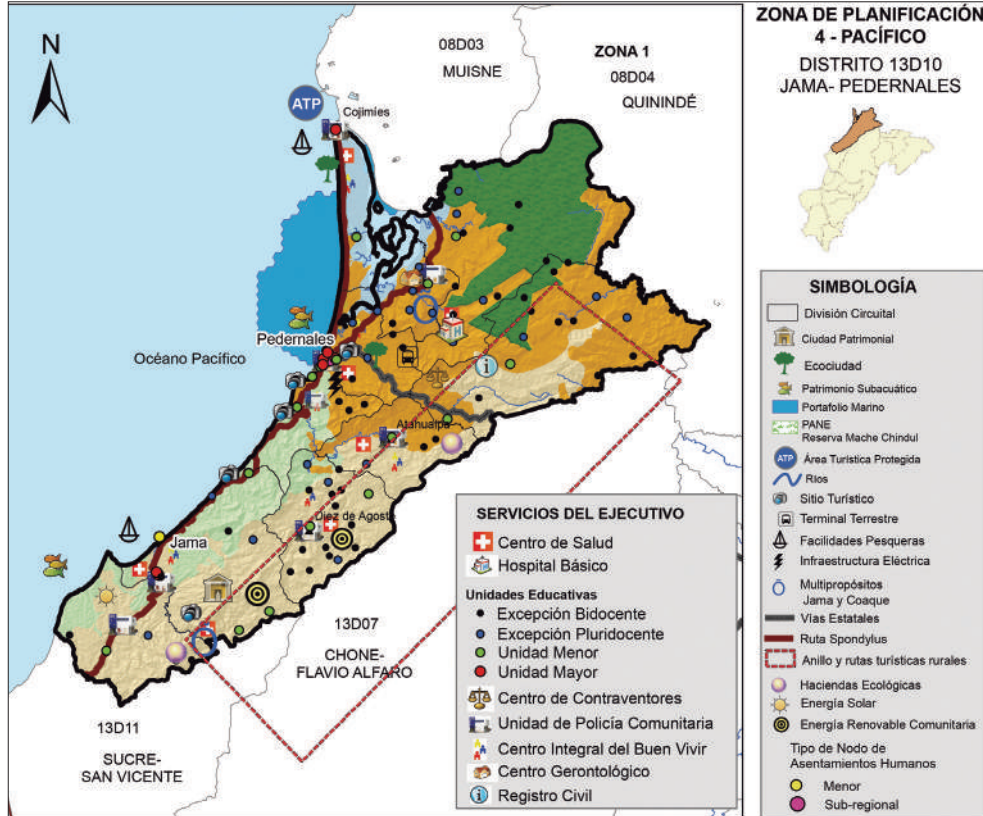 ZONA DE PLANIFICACIÓN
4 - PACÍFICO
DISTRITO 13D10
JAMA- PEDERNALES
N
08D03
MUISNE
ZONA 1
08D04
QUININDÉ
ATP
Cojimíes
Océano Pacífico
Pedernales
Atahualpa
Diez de Agosto
Jama
13D07
CHONE-
FLAVIO ALFARO
13D11
SUCRE-
SAN VICENTE
SERVICIOS DEL EJECUTIVO
Centro de Salud
Hospital Básico
Unidades Educativas
Excepción Bidocente
Excepción Pluridocente
Unidad Menor
Unidad Mayor
Centro de Contraventores
Unidad de Policía Comunitaria
Centro Integral del Buen Vivir
Centro Gerontológico
Registro Civil
SIMBOLOGÍA
División Circuital
Ciudad Patrimonial
Ecociudad
Patrimonio Subacuático
Portafolio Marino
PANE
Reserva Mache Chindul
ATP Área Turística Protegida
Ríos
Sitio Turístico
Terminal Terrestre
Facilidades Pesqueras
Infraestructura Eléctrica
Multipropósitos
Jama y Coaque
Vías Estatales
Ruta Spondylus
Anillo y rutas turísticas rurales
Haciendas Ecológicas
Energía Solar
Energía Renovable Comunitaria
Tipo de Nodo de
Asentamientos Humanos
Menor
Sub-regional